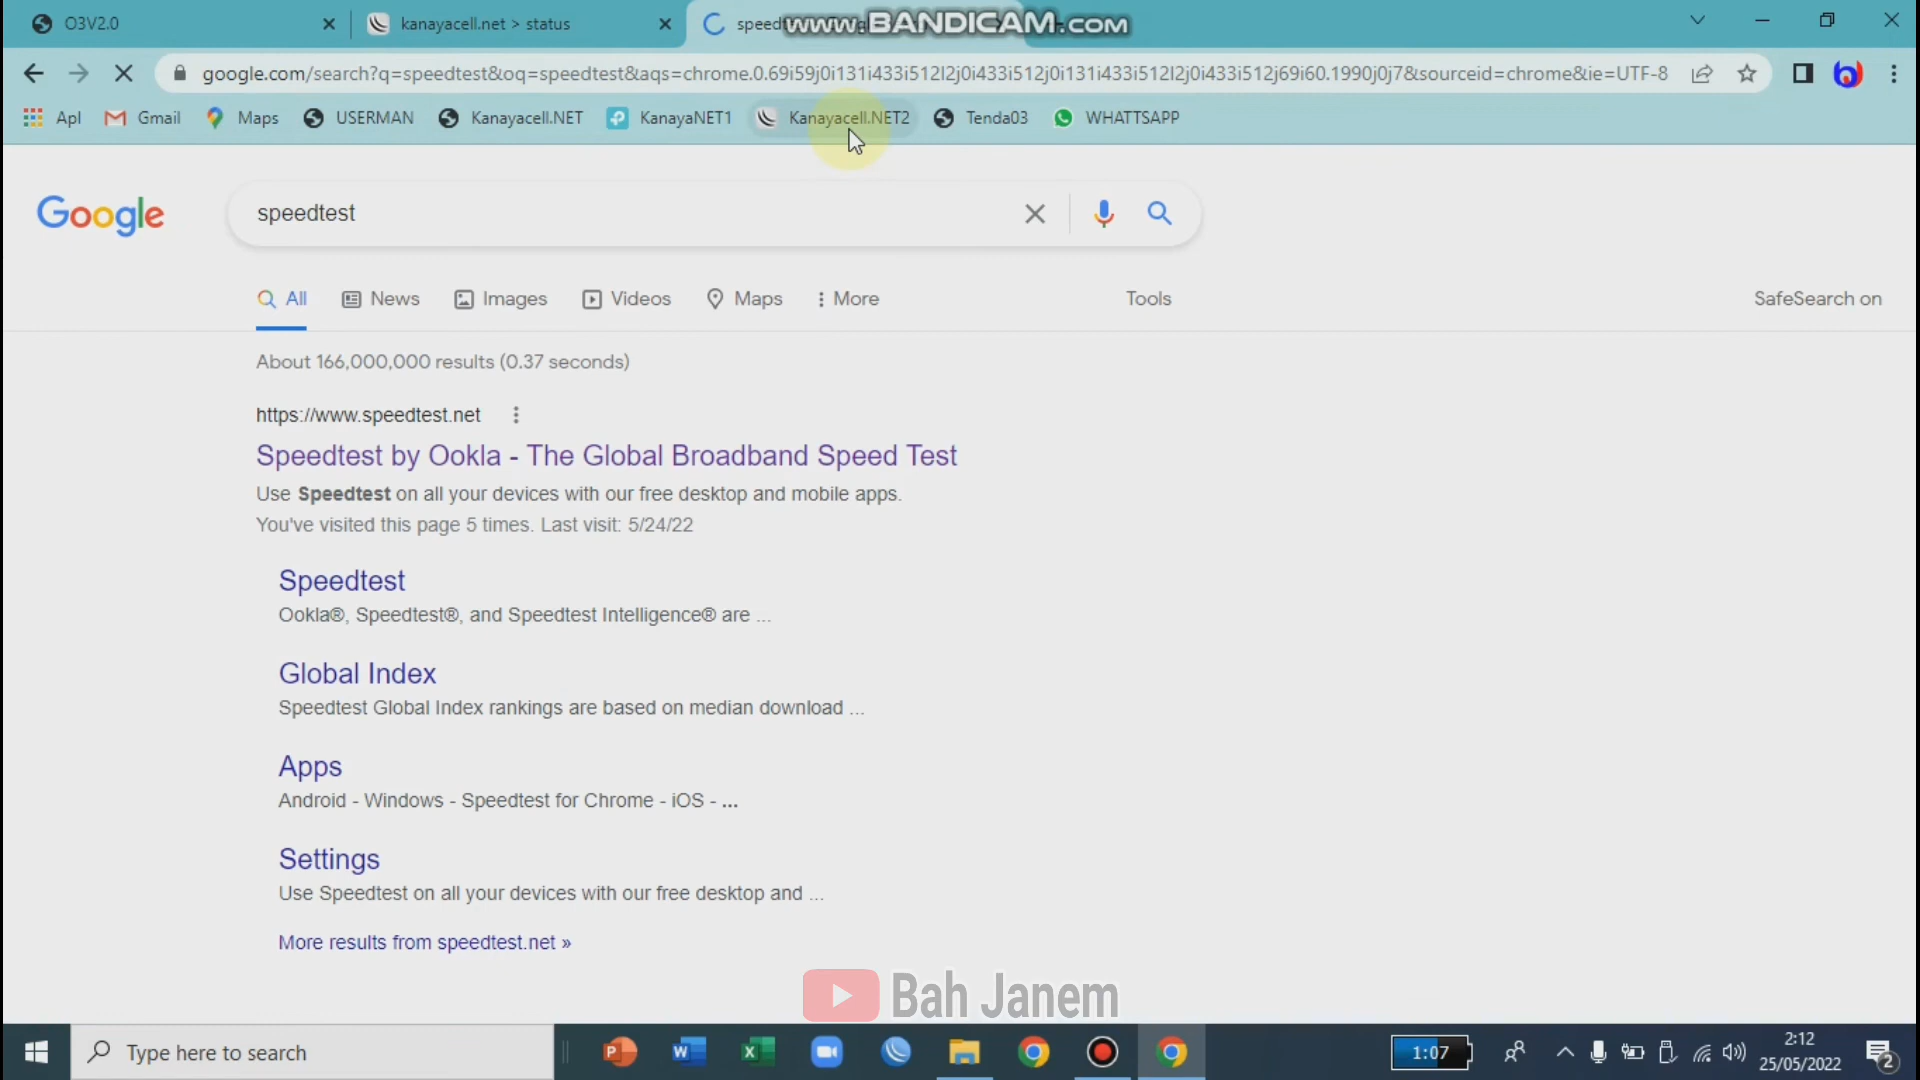 O3V2.0
kanayacell.net > status
www.BANDICAM.com
google.com/search?q=speedtest&oq=speedtest&aqs=chrome.0.69i59j0i131i433i512l2j0i433i512j0i131i433i512l2j0i433i512j69i60.1990j0j7&sourceid=chrome&ie=UTF-8
Apl
Gmail
Maps
USERMAN
Kanayacell.NET
KanayaNET1
Kanayacell.NET2
Tenda03
WHATTSAPP
Google
speedtest
All
News
Images
Videos
Maps
More
Tools
SafeSearch on
About 166,000,000 results (0.37 seconds)
https://www.speedtest.net
Speedtest by Ookla - The Global Broadband Speed Test
Use Speedtest on all your devices with our free desktop and mobile apps.
You've visited this page 5 times. Last visit: 5/24/22
Speedtest
Ookla®, Speedtest®, and Speedtest Intelligence® are ...
Global Index
Speedtest Global Index rankings are based on median download ...
Apps
Android - Windows - Speedtest for Chrome - iOS - ...
Settings
Use Speedtest on all your devices with our free desktop and ...
More results from speedtest.net »
Bah Janem
Type here to search
1:07
2:12
25/05/2022
2